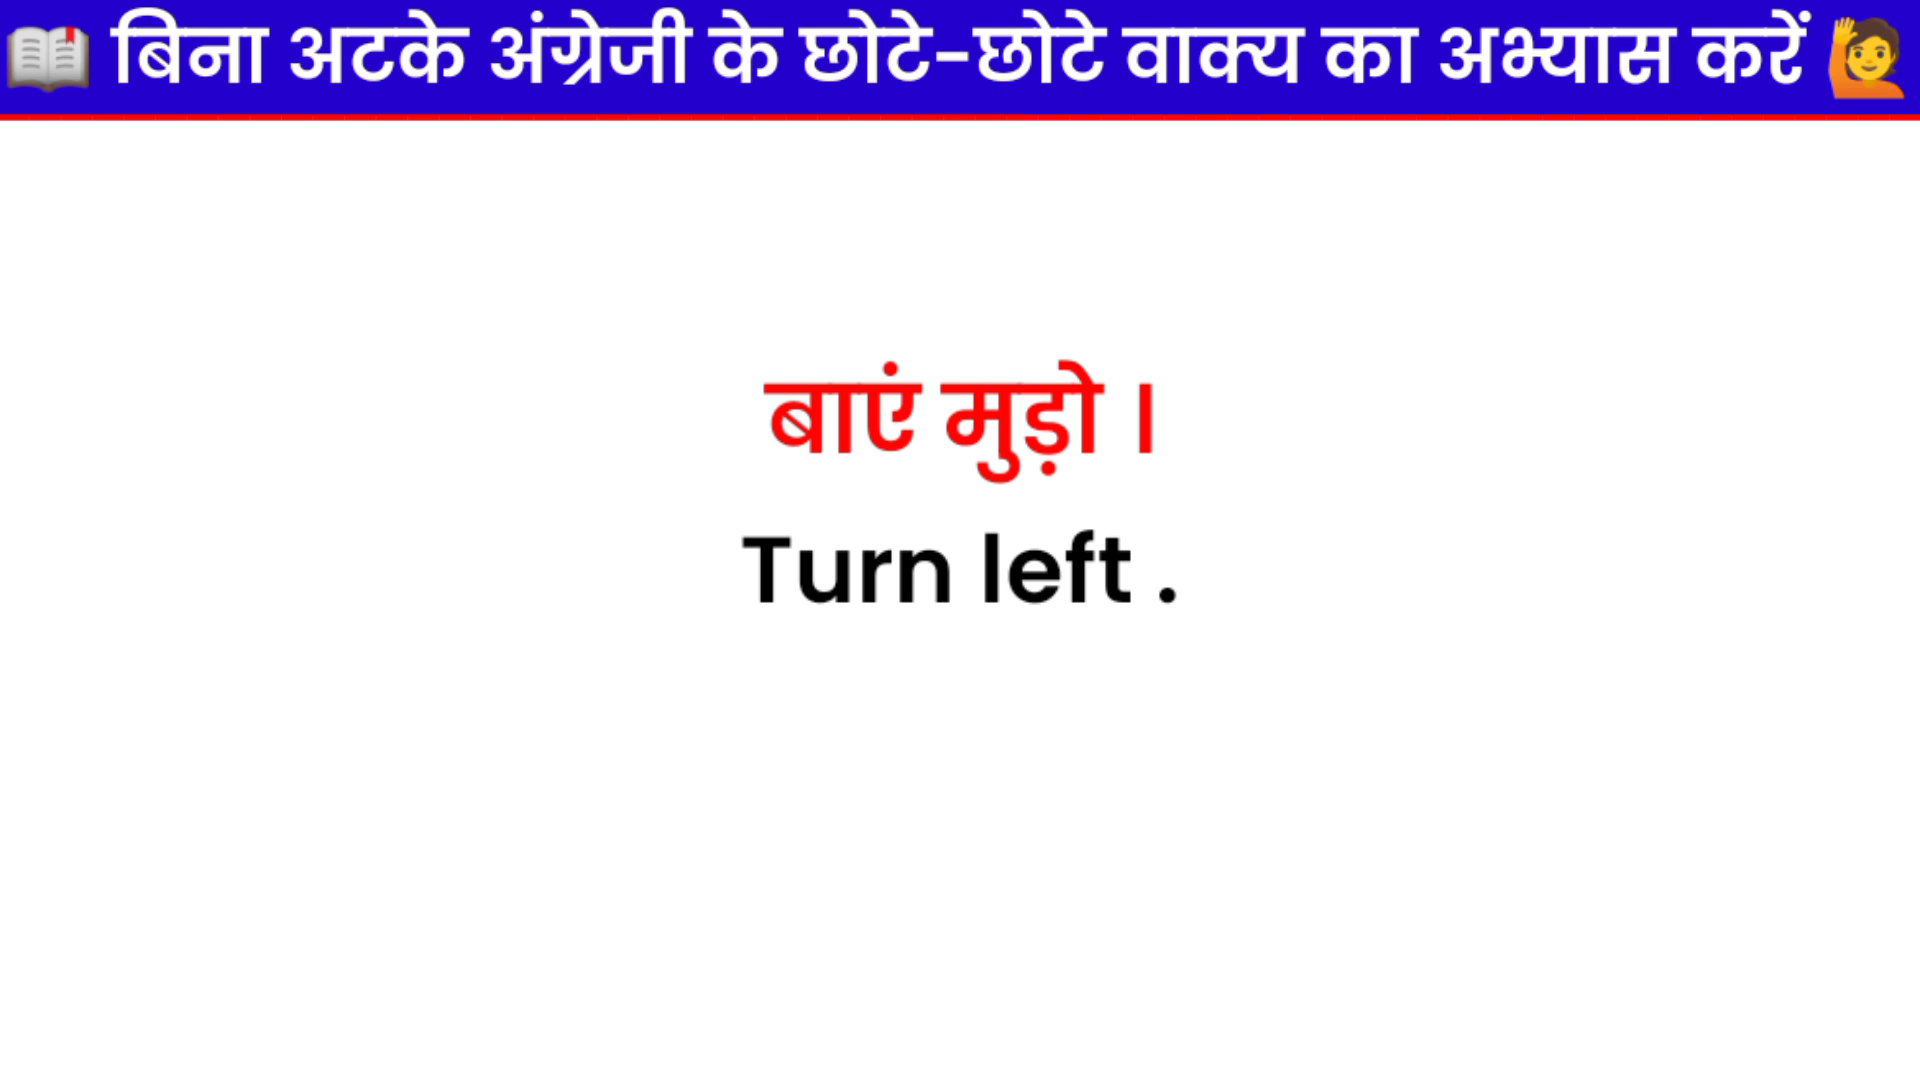 📖 बिना अटके अंग्रेजी के छोटे-छोटे वाक्य का अभ्यास करें 🙋
बाएं मुड़ो ।
Turn left .